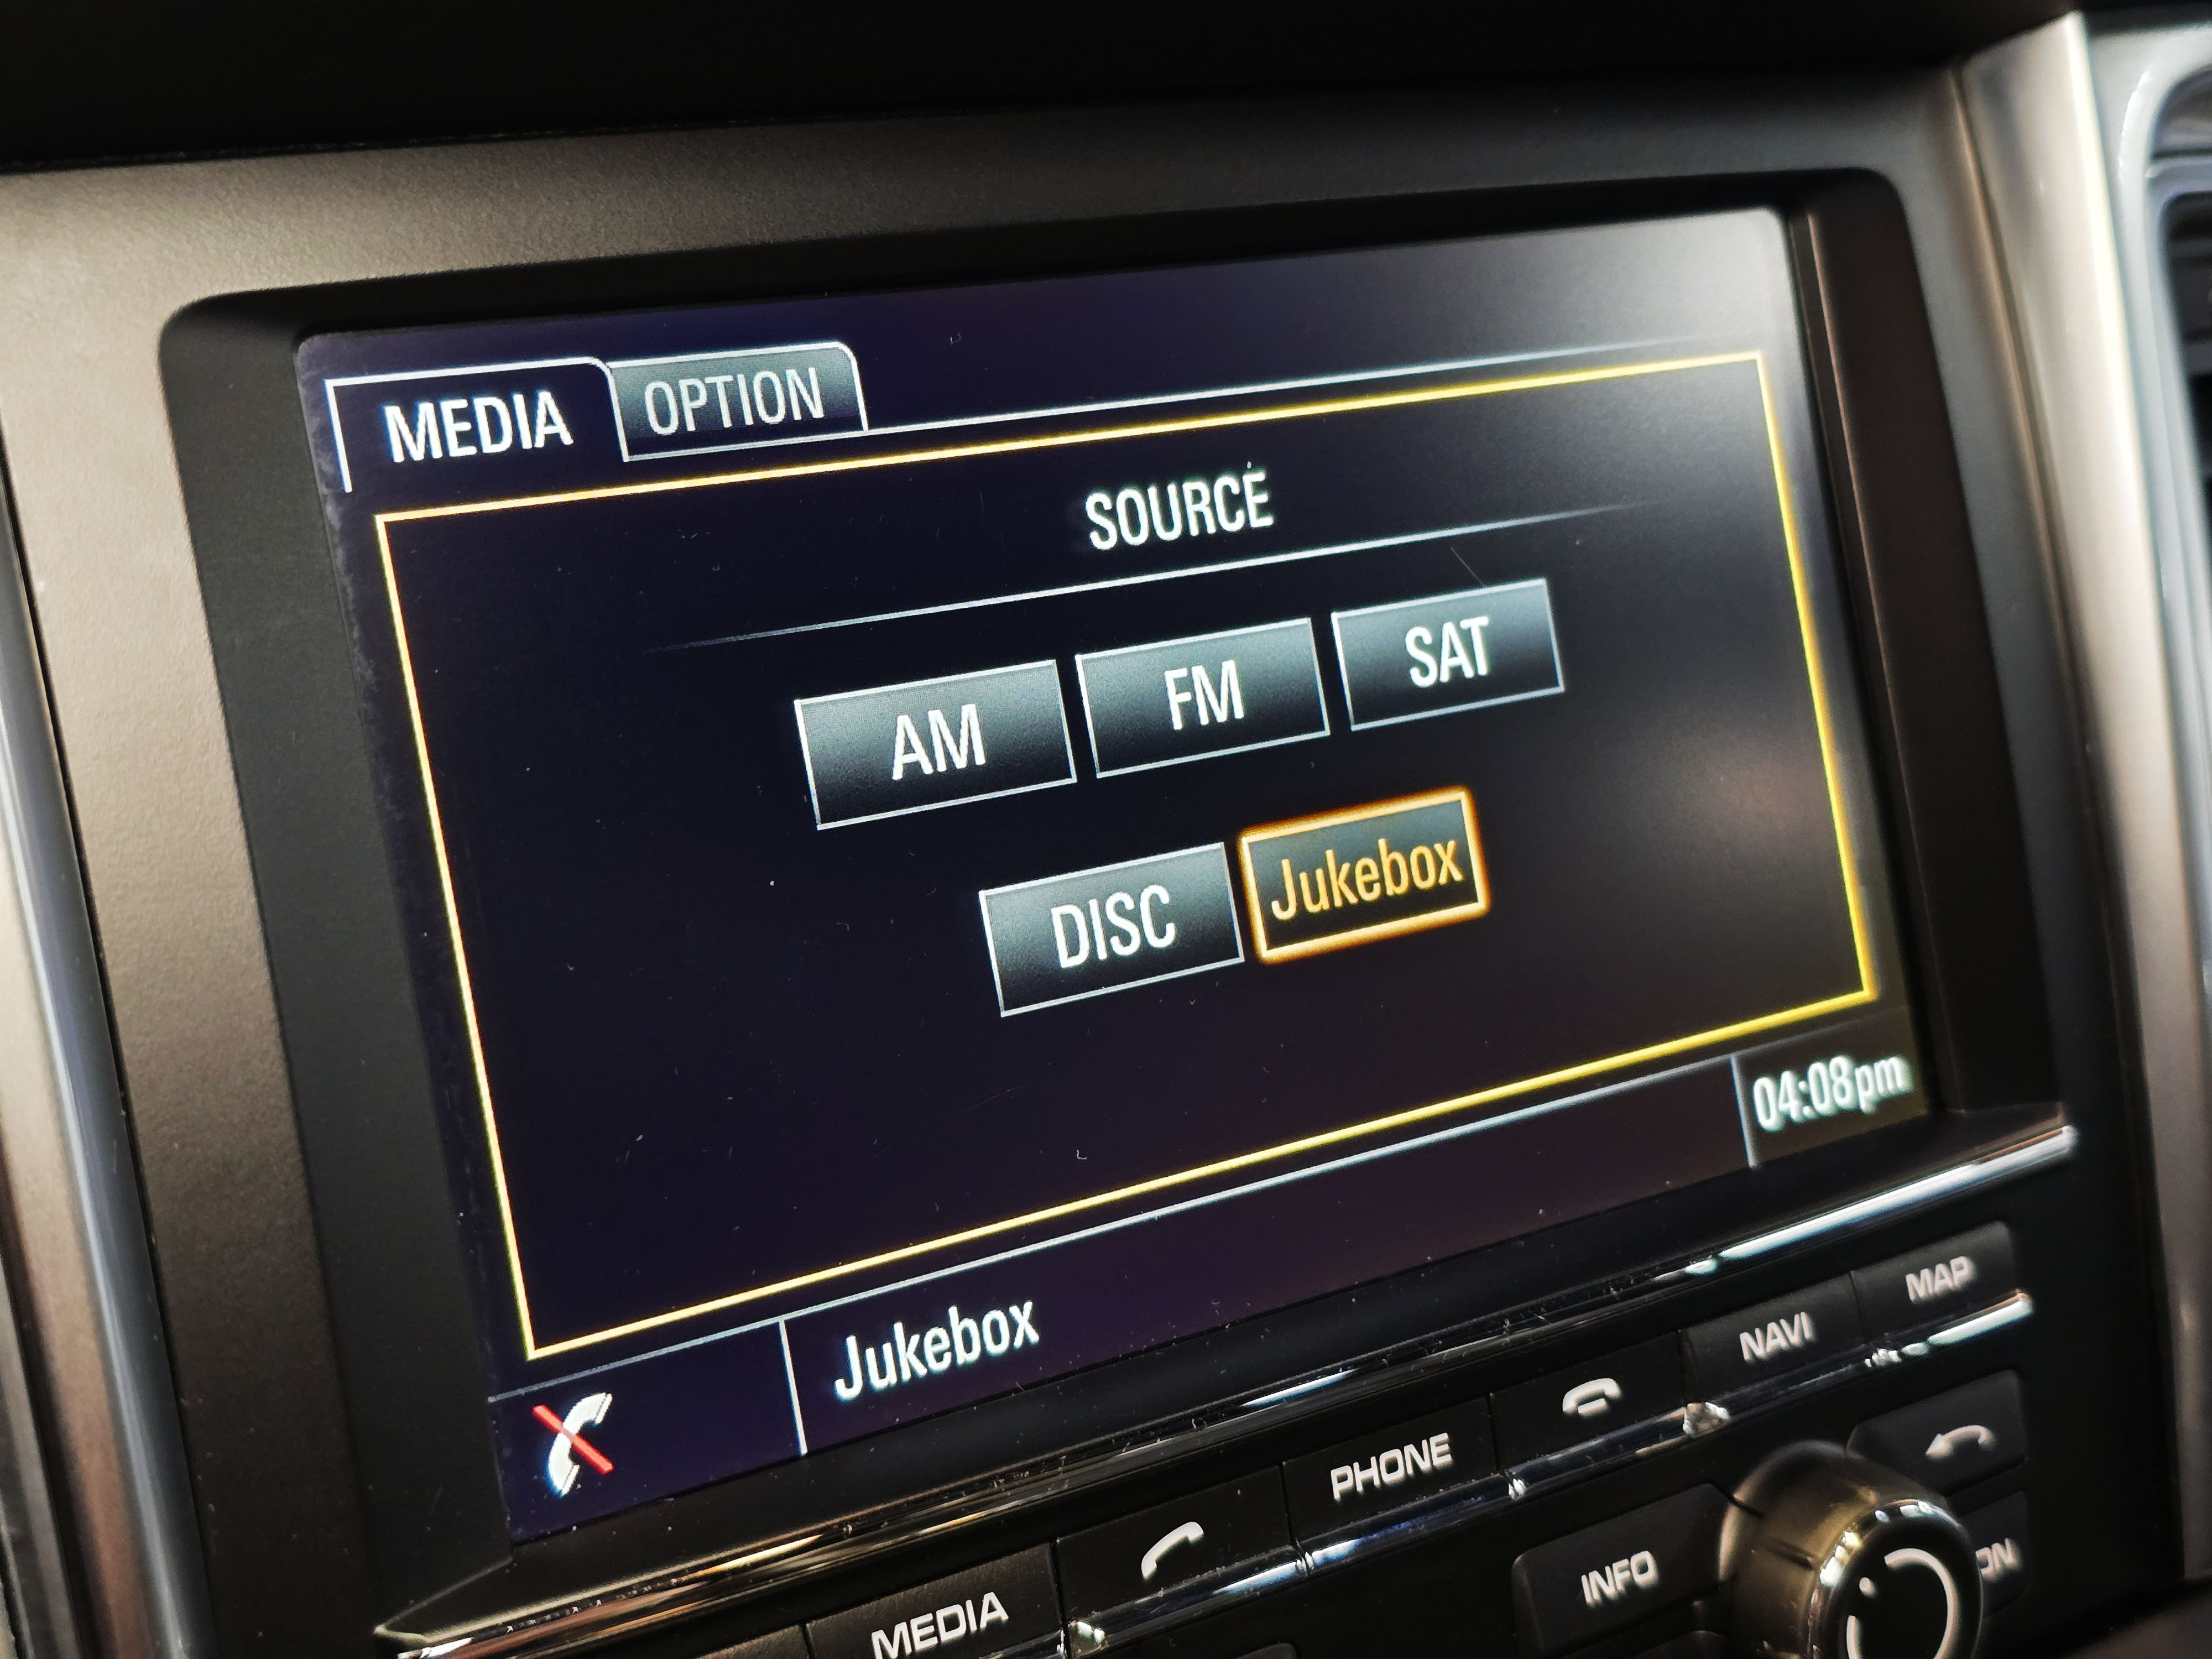 MEDIA OPTION
SOURCE
AM FM SAT
DISC Jukebox
04:08pm
Jukebox
MEDIA PHONE NAVI MAP
INFO